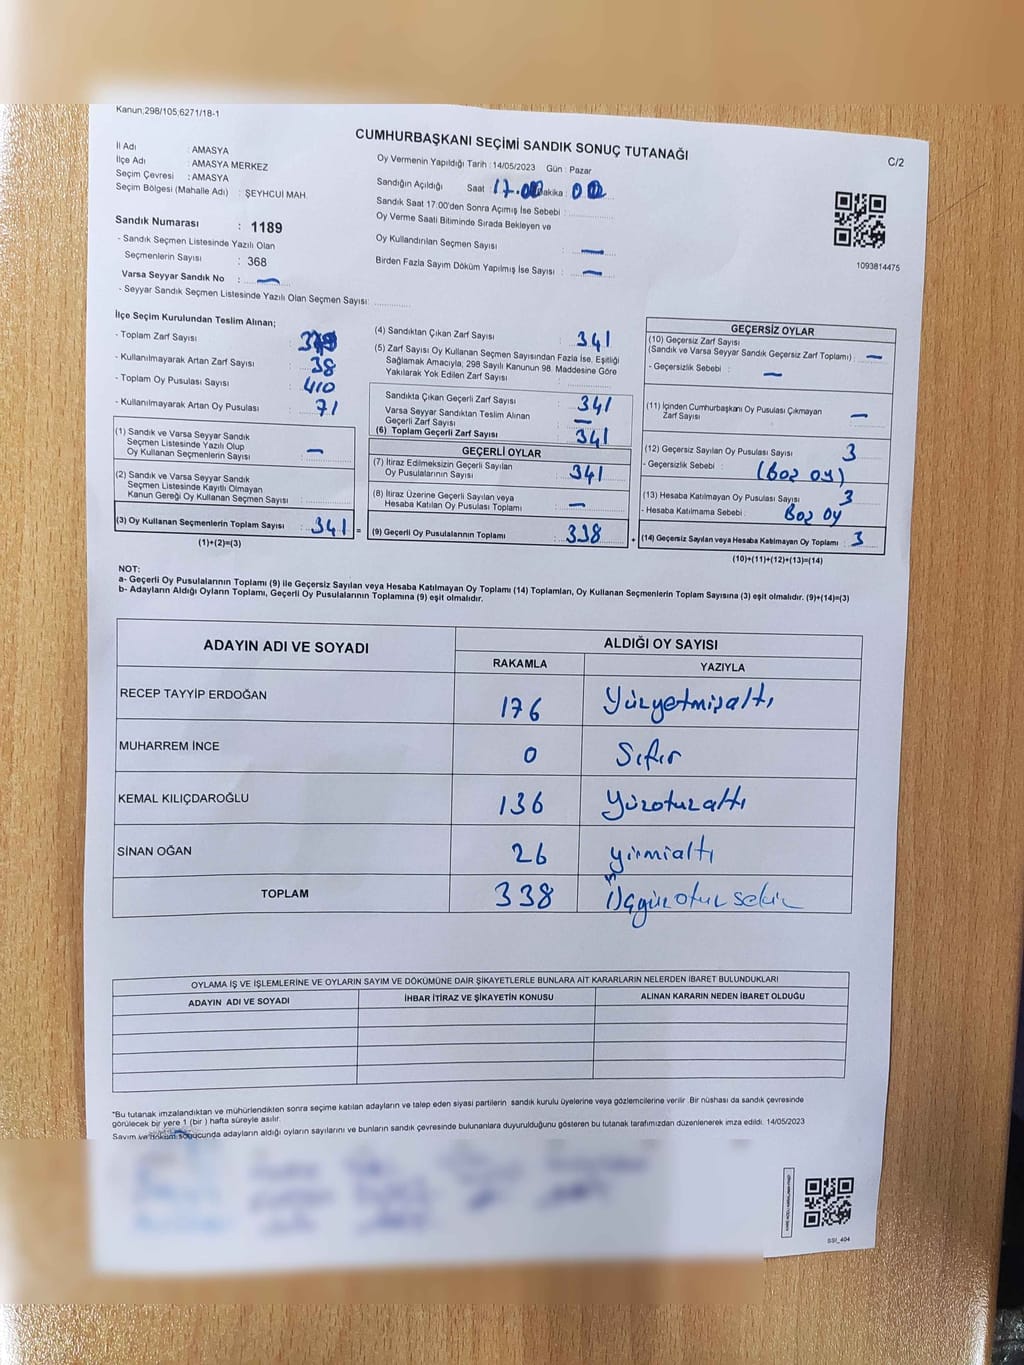 Kanun;298/105;6271/18-1
CUMHURBAŞKANI SEÇİMİ SANDIK SONUÇ TUTANAĞI
C/2
İl Adı : AMASYA
İlçe Adı : AMASYA MERKEZ
Seçim Çevresi : AMASYA
Seçim Bölgesi (Mahalle Adı) : ŞEYHCUİ MAH.
Sandık Numarası : 1189
- Sandık Seçmen Listesinde Yazılı Olan
Seçmenlerin Sayısı : 368
Varsa Seyyar Sandık No : —
- Seyyar Sandık Seçmen Listesinde Yazılı Olan Seçmen Sayısı:
Oy Vermenin Yapıldığı Tarih : 14/05/2023 Gün : Pazar
Sandığın Açıldığı Saat : 17.00 Dakika : 00
Sandık Saat 17:00'den Sonra Açımış İse Sebebi :
Oy Verme Saati Bitiminde Sırada Bekleyen ve
Oy Kullandırılan Seçmen Sayısı : —
Birden Fazla Sayım Döküm Yapılmış İse Sayısı : —
1093814475
İlçe Seçim Kurulundan Teslim Alınan;
- Toplam Zarf Sayısı :
- Kullanılmayarak Artan Zarf Sayısı : 38
- Toplam Oy Pusulası Sayısı : 410
- Kullanılmayarak Artan Oy Pusulası : 71
(1) Sandık ve Varsa Seyyar Sandık
Seçmen Listesinde Yazılı Olup
Oy Kullanan Seçmenlerin Sayısı : —
(2) Sandık ve Varsa Seyyar Sandık
Seçmen Listesinde Kayıtlı Olmayan
Kanun Gereği Oy Kullanan Seçmen Sayısı :
(3) Oy Kullanan Seçmenlerin Toplam Sayısı : 341 =
(1)+(2)=(3)
(4) Sandıktan Çıkan Zarf Sayısı : 341
(5) Zarf Sayısı Oy Kullanan Seçmen Sayısından Fazla İse, Eşitliği
Sağlamak Amacıyla; 298 Sayılı Kanunun 98. Maddesine Göre
Yakılarak Yok Edilen Zarf Sayısı :
Sandıkta Çıkan Geçerli Zarf Sayısı : 341
Varsa Seyyar Sandıktan Teslim Alınan
Geçerli Zarf Sayısı : —
(6) Toplam Geçerli Zarf Sayısı : 341
GEÇERLİ OYLAR
(7) İtiraz Edilmeksizin Geçerli Sayılan
Oy Pusulalarının Sayısı : 341
(8) İtiraz Üzerine Geçerli Sayılan veya
Hesaba Katılan Oy Pusulası Toplamı : —
(9) Geçerli Oy Pusulalarının Toplamı : 338 +
GEÇERSİZ OYLAR
(10) Geçersiz Zarf Sayısı
(Sandık ve Varsa Seyyar Sandık Geçersiz Zarf Toplamı) : —
- Geçersizlik Sebebi : —
(11) İçinden Cumhurbaşkanı Oy Pusulası Çıkmayan
Zarf Sayısı : —
(12) Geçersiz Sayılan Oy Pusulası Sayısı : 3
- Geçersizlik Sebebi : (Boş oy)
(13) Hesaba Katılmayan Oy Pusulası Sayısı : 3
- Hesaba Katılmama Sebebi : Boş oy
(14) Geçersiz Sayılan veya Hesaba Katılmayan Oy Toplamı : 3
(10)+(11)+(12)+(13)=(14)
NOT:
a- Geçerli Oy Pusulalarının Toplamı (9) ile Geçersiz Sayılan veya Hesaba Katılmayan Oy Toplamı (14) Toplamları, Oy Kullanan Seçmenlerin Toplam Sayısına (3) eşit olmalıdır. (9)+(14)=(3)
b- Adayların Aldığı Oyların Toplamı, Geçerli Oy Pusulalarının Toplamına (9) eşit olmalıdır.
ADAYIN ADI VE SOYADI ALDIĞI OY SAYISI
RAKAMLA YAZIYLA
RECEP TAYYİP ERDOĞAN 176 Yüzyetmişaltı
MUHARREM İNCE 0 Sıfır
KEMAL KILIÇDAROĞLU 136 Yüzotuzaltı
SİNAN OĞAN 26 yirmialtı
TOPLAM 338 Üçyüzotuz sekiz
OYLAMA İŞ VE İŞLEMLERİNE VE OYLARIN SAYIM VE DÖKÜMÜNE DAİR ŞİKAYETLERLE BUNLARA AİT KARARLARIN NELERDEN İBARET BULUNDUKLARI
ADAYIN ADI VE SOYADI İHBAR İTİRAZ VE ŞİKAYETİN KONUSU ALINAN KARARIN NEDEN İBARET OLDUĞU
*Bu tutanak imzalandıktan ve mühürlendikten sonra seçime katılan adayların ve talep eden siyasi partilerin sandık kurulu üyelerine veya gözlemcilerine verilir. Bir nüshası da sandık çevresinde
görülecek bir yere 1 (bir ) hafta süreyle asılır.
Sayım ve döküm sonucunda adayların aldığı oyların sayılarını ve bunların sandık çevresinde bulunanlara duyurulduğunu gösteren bu tutanak tarafımızdan düzenlenerek imza edildi. 14/05/2023
SSI_404